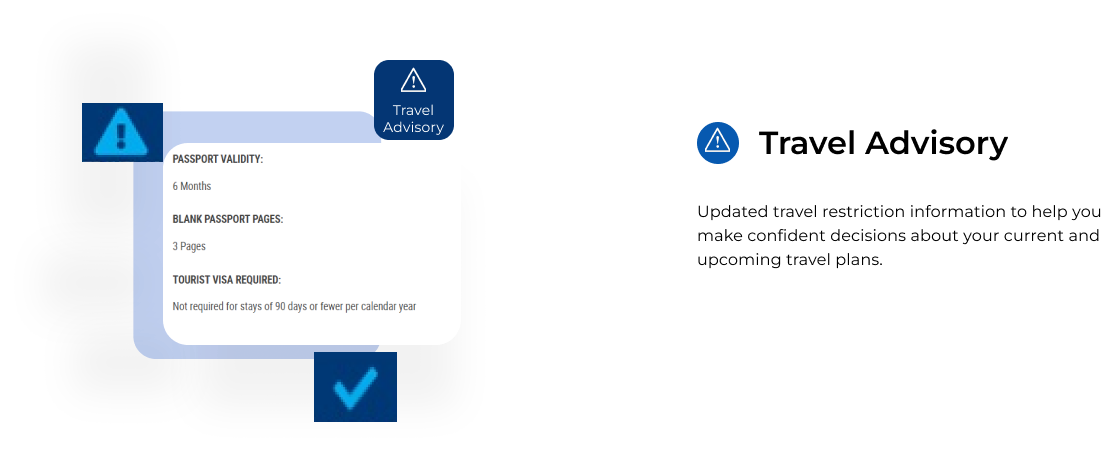 Travel
Advisory
PASSPORT VALIDITY:
6 Months
BLANK PASSPORT PAGES:
3 Pages
TOURIST VISA REQUIRED:
Not required for stays of 90 days or fewer per calendar year
Travel Advisory
Updated travel restriction information to help you
make confident decisions about your current and
upcoming travel plans.